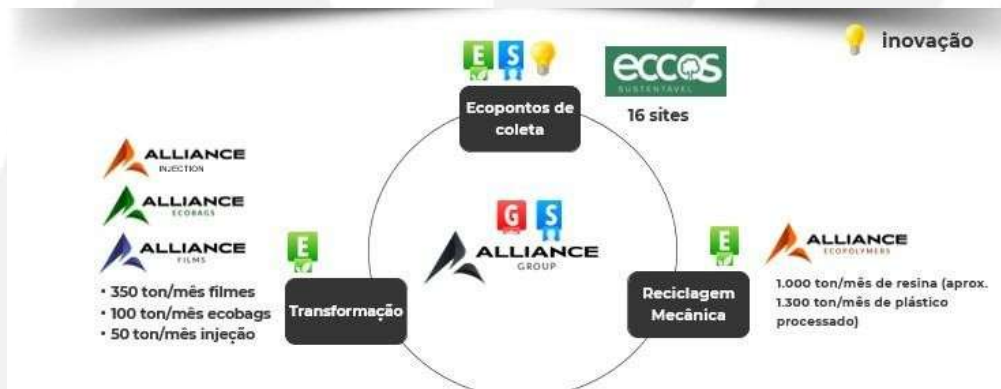 inovação
E S
eccos
SUSTENTÁVEL
16 sites
Ecopontos de
coleta
ALLIANCE
INJECTION
ALLIANCE
ECOBAGS
ALLIANCE
FILMS
• 350 ton/mês filmes
• 100 ton/mês ecobags
• 50 ton/mês injeção
E
Transformação
G S
ALLIANCE
GROUP
E
Reciclagem
Mecânica
ALLIANCE
ECOPOLYMERS
1.000 ton/mês de resina (aprox.
1.300 ton/mês de plástico
processado)